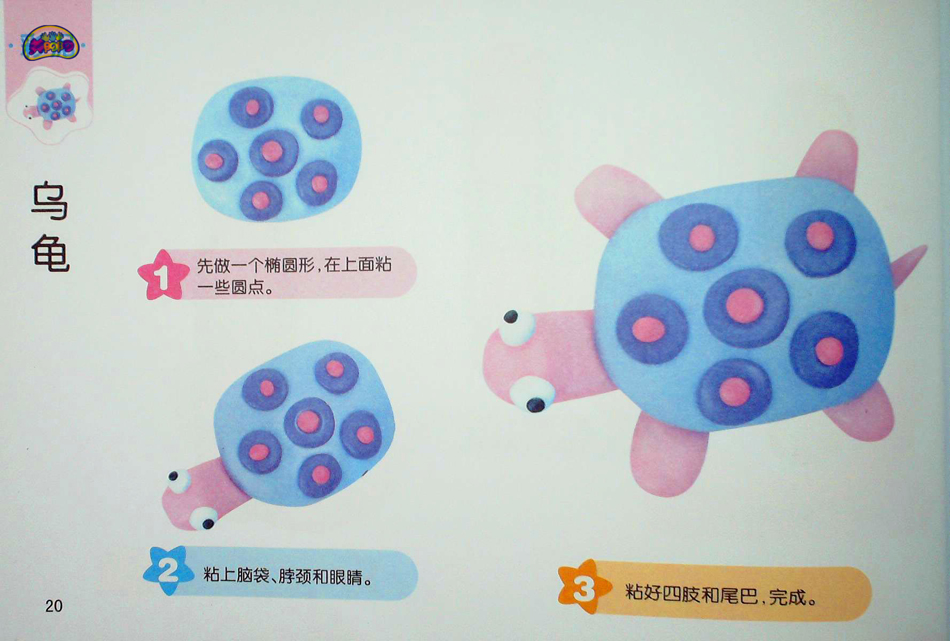 乌
龟
1
先做一个椭圆形,在上面粘
一些圆点。
2
粘上脑袋、脖颈和眼睛。
3
粘好四肢和尾巴,完成。
20